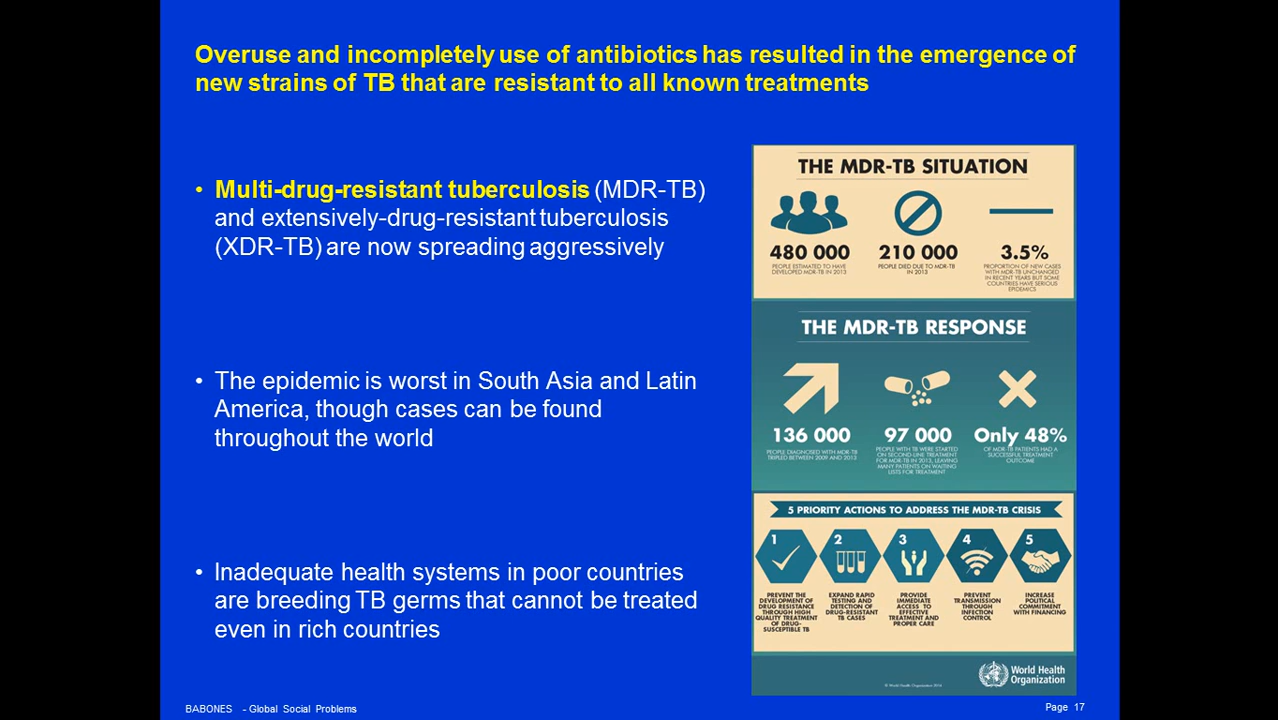 Overuse and incompletely use of antibiotics has resulted in the emergence of
new strains of TB that are resistant to all known treatments
• Multi-drug-resistant tuberculosis (MDR-TB)
and extensively-drug-resistant tuberculosis
(XDR-TB) are now spreading aggressively
• The epidemic is worst in South Asia and Latin
America, though cases can be found
throughout the world
• Inadequate health systems in poor countries
are breeding TB germs that cannot be treated
even in rich countries
THE MDR-TB SITUATION
480 000
PEOPLE ESTIMATED TO HAVE
DEVELOPED MDR-TB IN 2013
210 000
PEOPLE DIED DUE TO MDR-TB
IN 2013
3.5%
PROPORTION OF NEW CASES
WITH MDR-TB UNCHANGED
IN RECENT YEARS BUT SOME
COUNTRIES HAVE SERIOUS
EPIDEMICS
THE MDR-TB RESPONSE
136 000
PEOPLE DIAGNOSED WITH MDR-TB
TRIPLED BETWEEN 2009 AND 2013
97 000
PEOPLE WITH TB WERE STARTED
ON SECOND-LINE TREATMENT
FOR MDR-TB IN 2013, LEAVING
MANY PATIENTS ON WAITING
LISTS FOR TREATMENT
Only 48%
OF MDR-TB PATIENTS HAD A
SUCCESSFUL TREATMENT
OUTCOME
5 PRIORITY ACTIONS TO ADDRESS THE MDR-TB CRISIS
1
PREVENT THE
DEVELOPMENT OF
DRUG RESISTANCE
THROUGH HIGH
QUALITY TREATMENT
OF DRUG-
SUSCEPTIBLE TB
2
EXPAND RAPID
TESTING AND
DETECTION OF
DRUG-RESISTANT
TB CASES
3
PROVIDE
IMMEDIATE
ACCESS TO
EFFECTIVE
TREATMENT AND
PROPER CARE
4
PREVENT
TRANSMISSION
THROUGH
INFECTION
CONTROL
5
INCREASE
POLITICAL
COMMITMENT
WITH FINANCING
© World Health Organization 2014
World Health
Organization
BABONES - Global Social Problems
Page 17